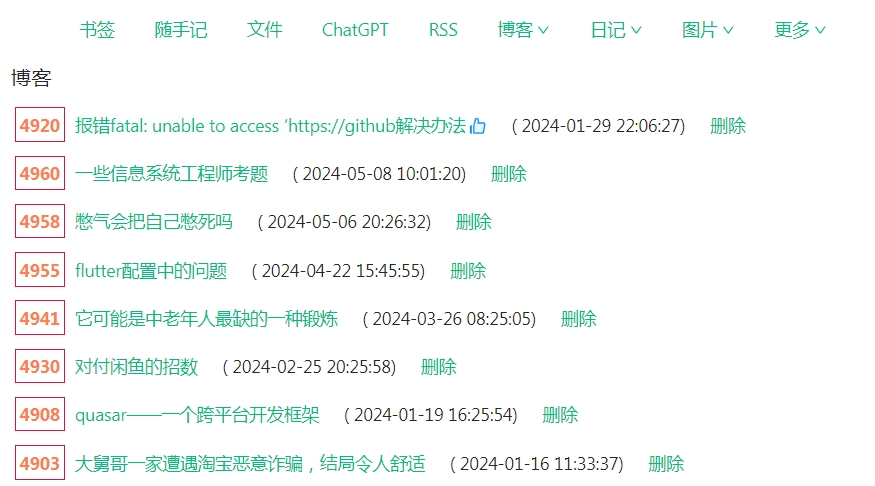 书签 随手记 文件 ChatGPT RSS 博客 日记 图片 更多
博客
4920 报错fatal: unable to access 'https://github解决办法 ( 2024-01-29 22:06:27) 删除
4960 一些信息系统工程师考题 ( 2024-05-08 10:01:20) 删除
4958 憋气会把自己憋死吗 ( 2024-05-06 20:26:32) 删除
4955 flutter配置中的问题 ( 2024-04-22 15:45:55) 删除
4941 它可能是中老年人最缺的一种锻炼 ( 2024-03-26 08:25:05) 删除
4930 对付闲鱼的招数 ( 2024-02-25 20:25:58) 删除
4908 quasar——一个跨平台开发框架 ( 2024-01-19 16:25:54) 删除
4903 大舅哥一家遭遇淘宝恶意诈骗，结局令人舒适 ( 2024-01-16 11:33:37) 删除